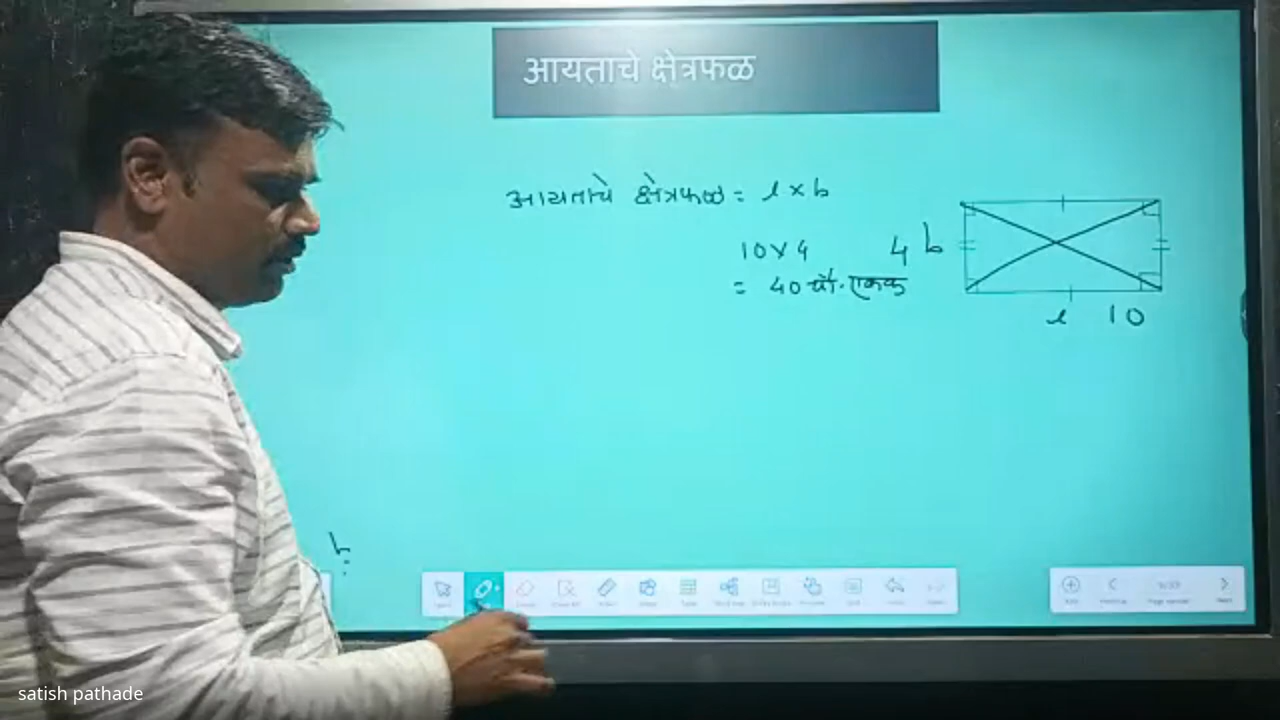 आयताचे क्षेत्रफळ
आयताचे क्षेत्रफळ = l × b
10 × 4
= 40 चौ. एकक
4 b
l 10
satish pathade